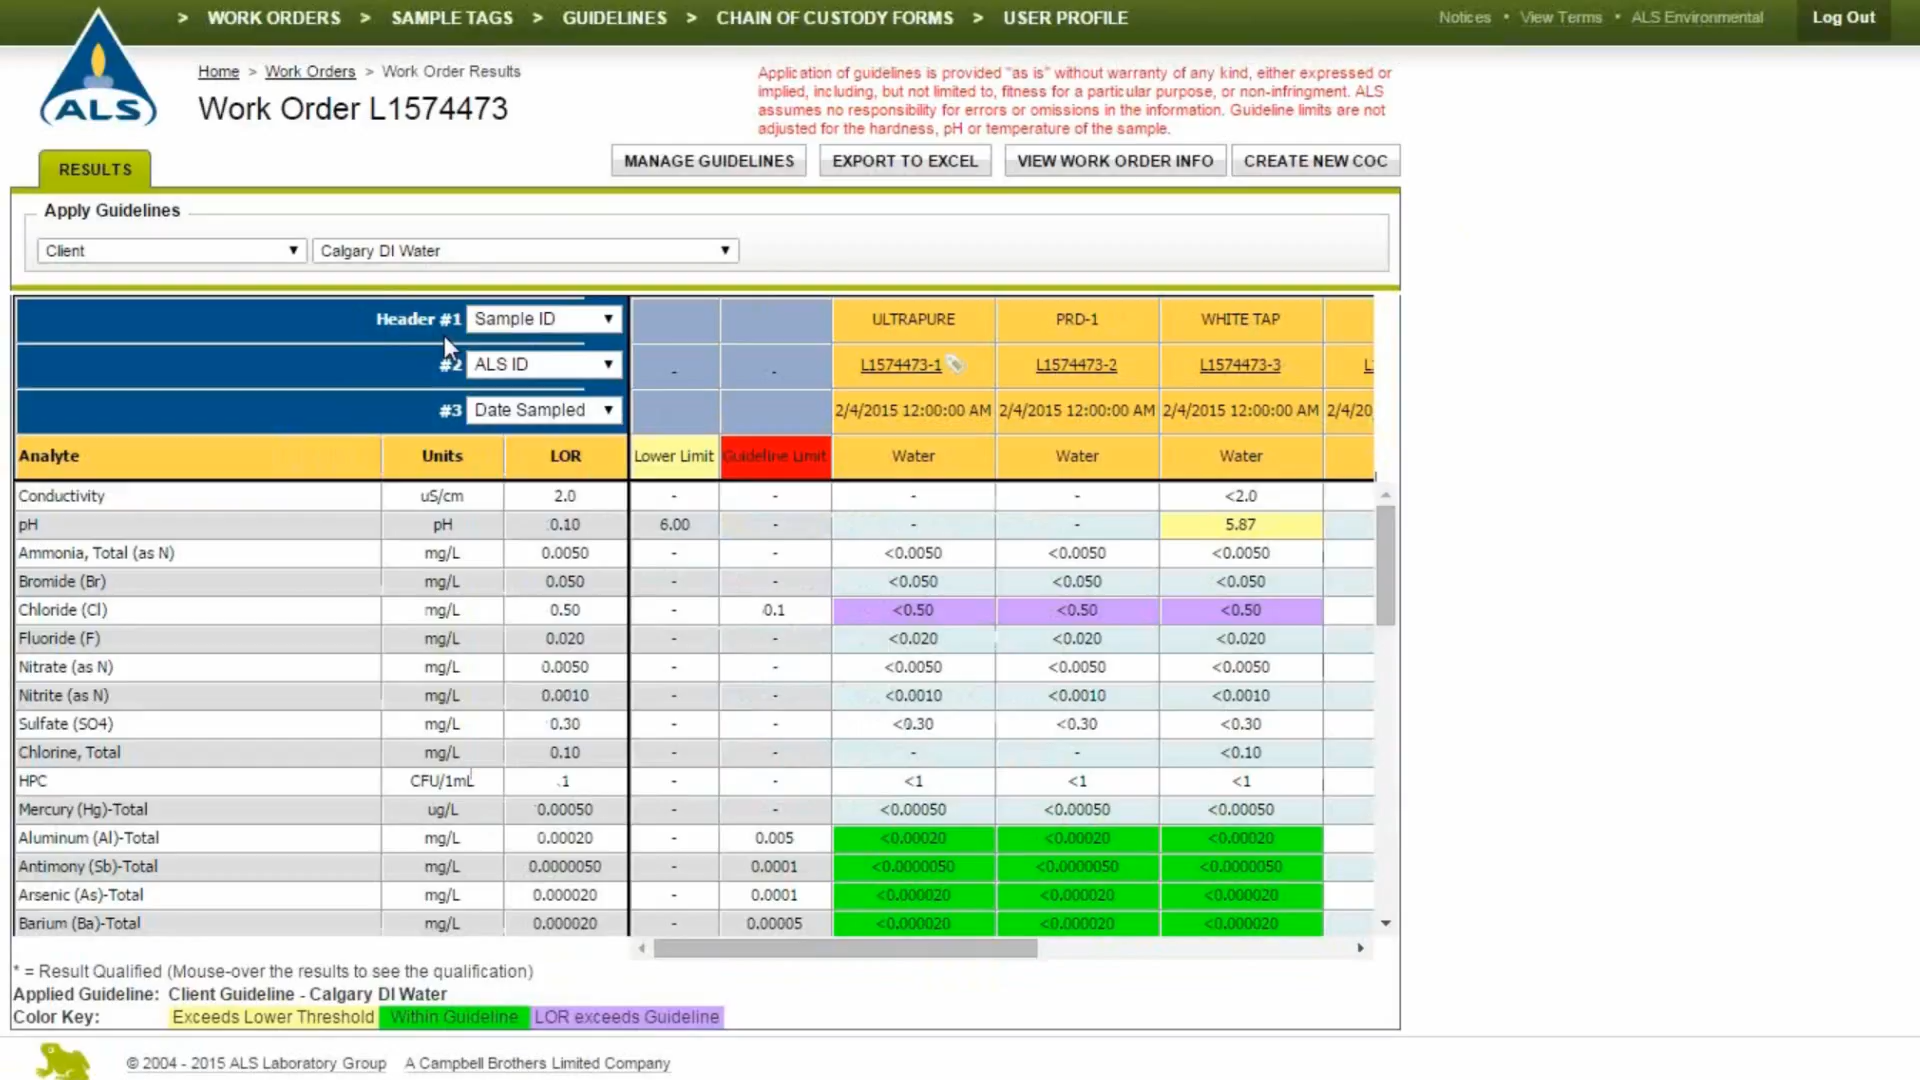 > WORK ORDERS > SAMPLE TAGS > GUIDELINES > CHAIN OF CUSTODY FORMS > USER PROFILE Notices • View Terms • ALS Environmental Log Out
ALS
Home > Work Orders > Work Order Results
Work Order L1574473
Application of guidelines is provided "as is" without warranty of any kind, either expressed or
implied, including, but not limited to, fitness for a particular purpose, or non-infringment. ALS
assumes no responsibility for errors or omissions in the information. Guideline limits are not
adjusted for the hardness, pH or temperature of the sample.
RESULTS
MANAGE GUIDELINES EXPORT TO EXCEL VIEW WORK ORDER INFO CREATE NEW COC
Apply Guidelines
Client Calgary DI Water
Header #1 Sample ID ULTRAPURE PRD-1 WHITE TAP
#2 ALS ID - - L1574473-1 L1574473-2 L1574473-3 L
#3 Date Sampled 2/4/2015 12:00:00 AM 2/4/2015 12:00:00 AM 2/4/2015 12:00:00 AM 2/4/20
Analyte Units LOR Lower Limit Guideline Limit Water Water Water
Conductivity uS/cm 2.0 - - - - <2.0
pH pH 0.10 6.00 - - - 5.87
Ammonia, Total (as N) mg/L 0.0050 - - <0.0050 <0.0050 <0.0050
Bromide (Br) mg/L 0.050 - - <0.050 <0.050 <0.050
Chloride (Cl) mg/L 0.50 - 0.1 <0.50 <0.50 <0.50
Fluoride (F) mg/L 0.020 - - <0.020 <0.020 <0.020
Nitrate (as N) mg/L 0.0050 - - <0.0050 <0.0050 <0.0050
Nitrite (as N) mg/L 0.0010 - - <0.0010 <0.0010 <0.0010
Sulfate (SO4) mg/L 0.30 - - <0.30 <0.30 <0.30
Chlorine, Total mg/L 0.10 - - - - <0.10
HPC CFU/1mL 1 - - <1 <1 <1
Mercury (Hg)-Total ug/L 0.00050 - - <0.00050 <0.00050 <0.00050
Aluminum (Al)-Total mg/L 0.00020 - 0.005 <0.00020 <0.00020 <0.00020
Antimony (Sb)-Total mg/L 0.0000050 - 0.0001 <0.0000050 <0.0000050 <0.0000050
Arsenic (As)-Total mg/L 0.000020 - 0.0001 <0.000020 <0.000020 <0.000020
Barium (Ba)-Total mg/L 0.000020 - 0.00005 <0.000020 <0.000020 <0.000020
* = Result Qualified (Mouse-over the results to see the qualification)
Applied Guideline: Client Guideline - Calgary DI Water
Color Key: Exceeds Lower Threshold Within Guideline LOR exceeds Guideline
© 2004 - 2015 ALS Laboratory Group A Campbell Brothers Limited Company